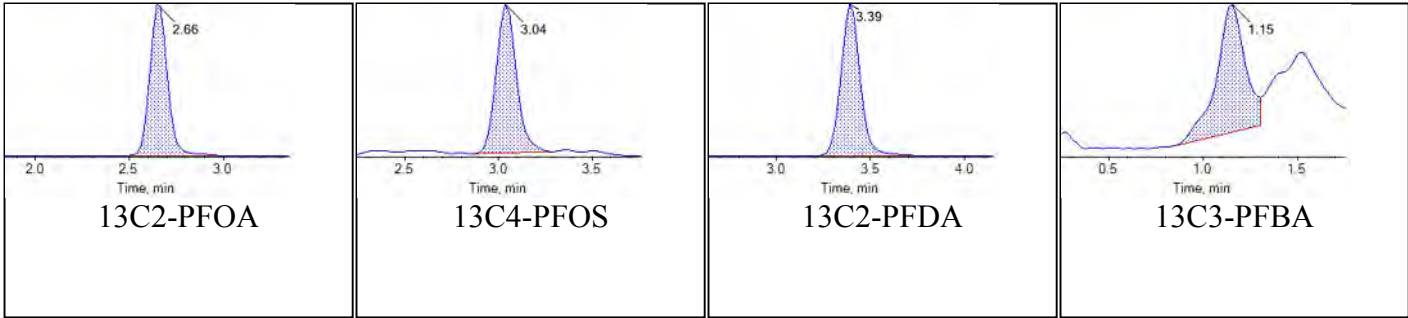 2.66
2.0 2.5 3.0
Time, min
13C2-PFOA
3.04
2.5 3.0 3.5
Time, min
13C4-PFOS
3.39
3.0 3.5 4.0
Time, min
13C2-PFDA
1.15
0.5 1.0 1.5
Time, min
13C3-PFBA